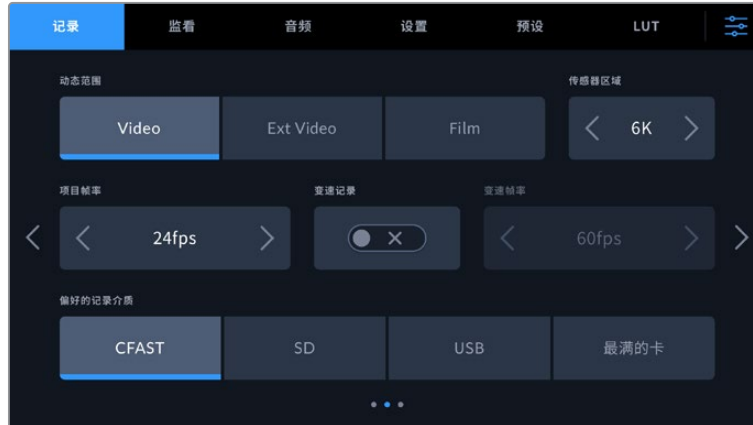 记录 监看 音频 设置 预设 LUT
动态范围 传感器区域
Video Ext Video Film 6K
项目帧率 变速记录 变速帧率
24fps 60fps
偏好的记录介质
CFAST SD USB 最满的卡